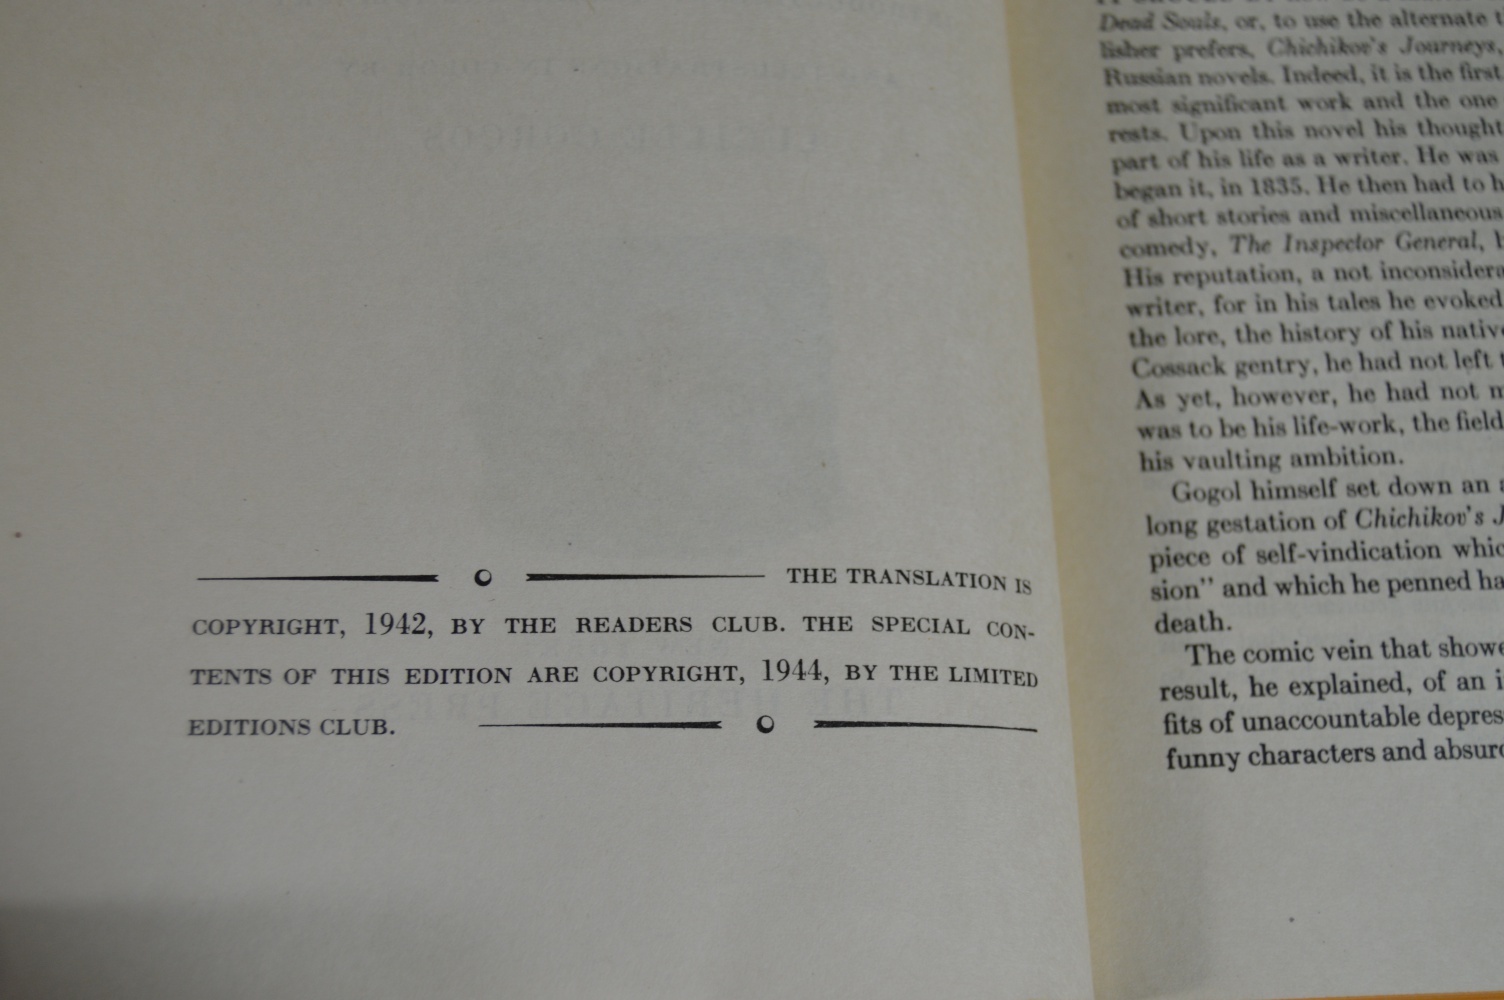 THE TRANSLATION IS
COPYRIGHT, 1942, BY THE READERS CLUB. THE SPECIAL CON-
TENTS OF THIS EDITION ARE COPYRIGHT, 1944, BY THE LIMITED
EDITIONS CLUB.
Dead Souls, or, to use the alternate
lisher prefers, Chichikov's Journeys,
Russian novels. Indeed, it is the first
most significant work and the one
rests. Upon this novel his thought
part of his life as a writer. He was
began it, in 1835. He then had to
of short stories and miscellaneous
comedy, The Inspector General,
His reputation, a not inconsidera
writer, for in his tales he evoked
the lore, the history of his native
Cossack gentry, he had not left
As yet, however, he had not
was to be his life-work, the field
his vaulting ambition.
Gogol himself set down an
long gestation of Chichikov's J
piece of self-vindication whic
sion" and which he penned ha
death.
The comic vein that showe
result, he explained, of an i
fits of unaccountable depres
funny characters and absurd